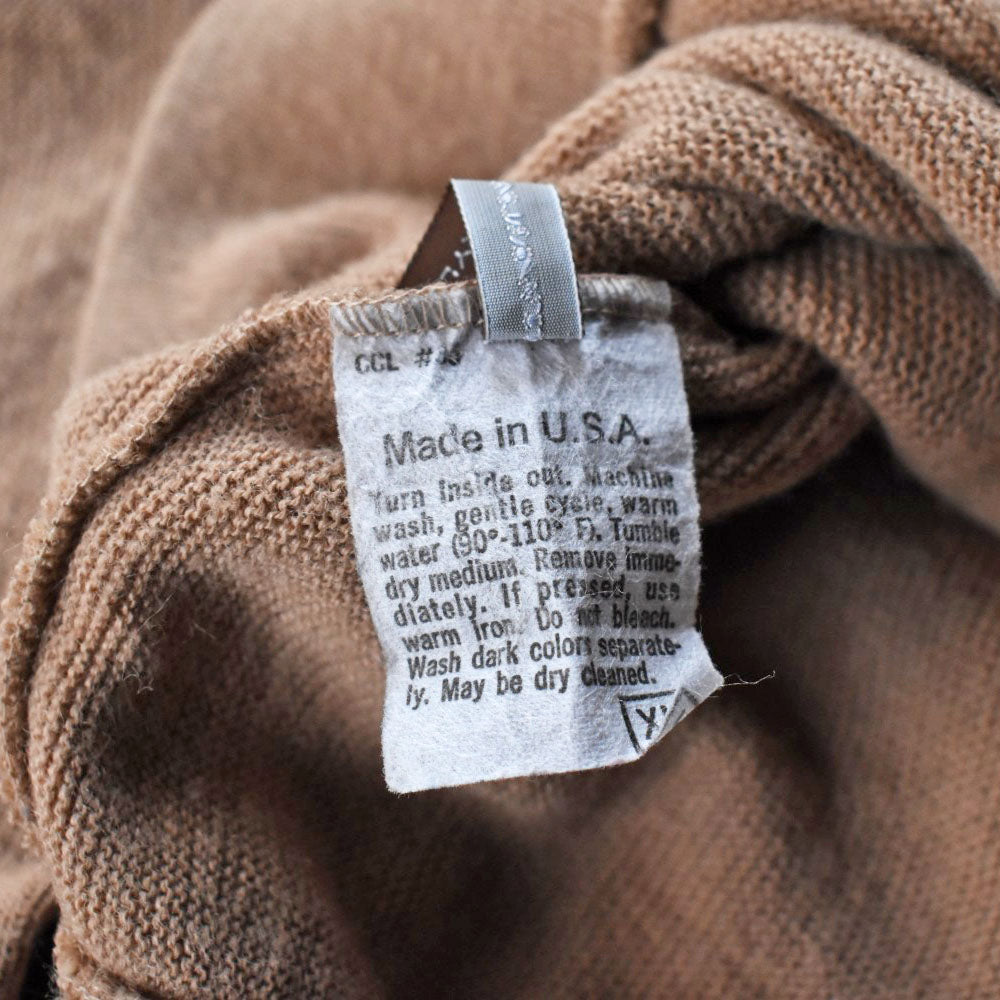 CCL
Made in U.S.A.
Turn inside out. Machine
wash, gentle cycle, warm
water (90°-110° F). Tumble
dry medium. Remove imme-
diately. If pressed, use
warm iron. Do not bleach.
Wash dark colors separate-
ly. May be dry cleaned.